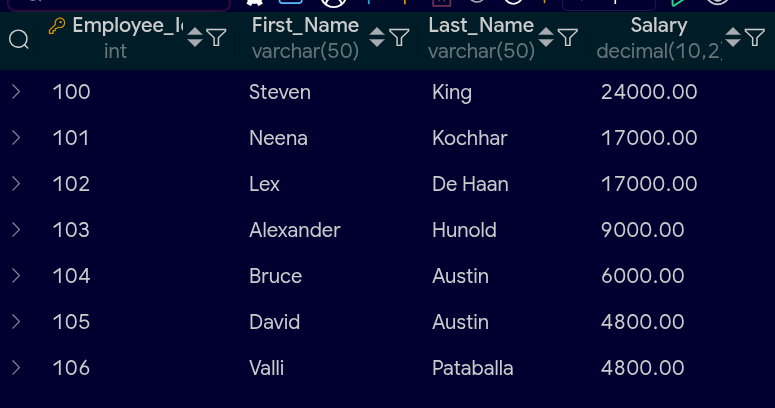 Employee_I First_Name Last_Name Salary
int varchar(50) varchar(50) decimal(10,2
100 Steven King 24000.00
101 Neena Kochhar 17000.00
102 Lex De Haan 17000.00
103 Alexander Hunold 9000.00
104 Bruce Austin 6000.00
105 David Austin 4800.00
106 Valli Pataballa 4800.00